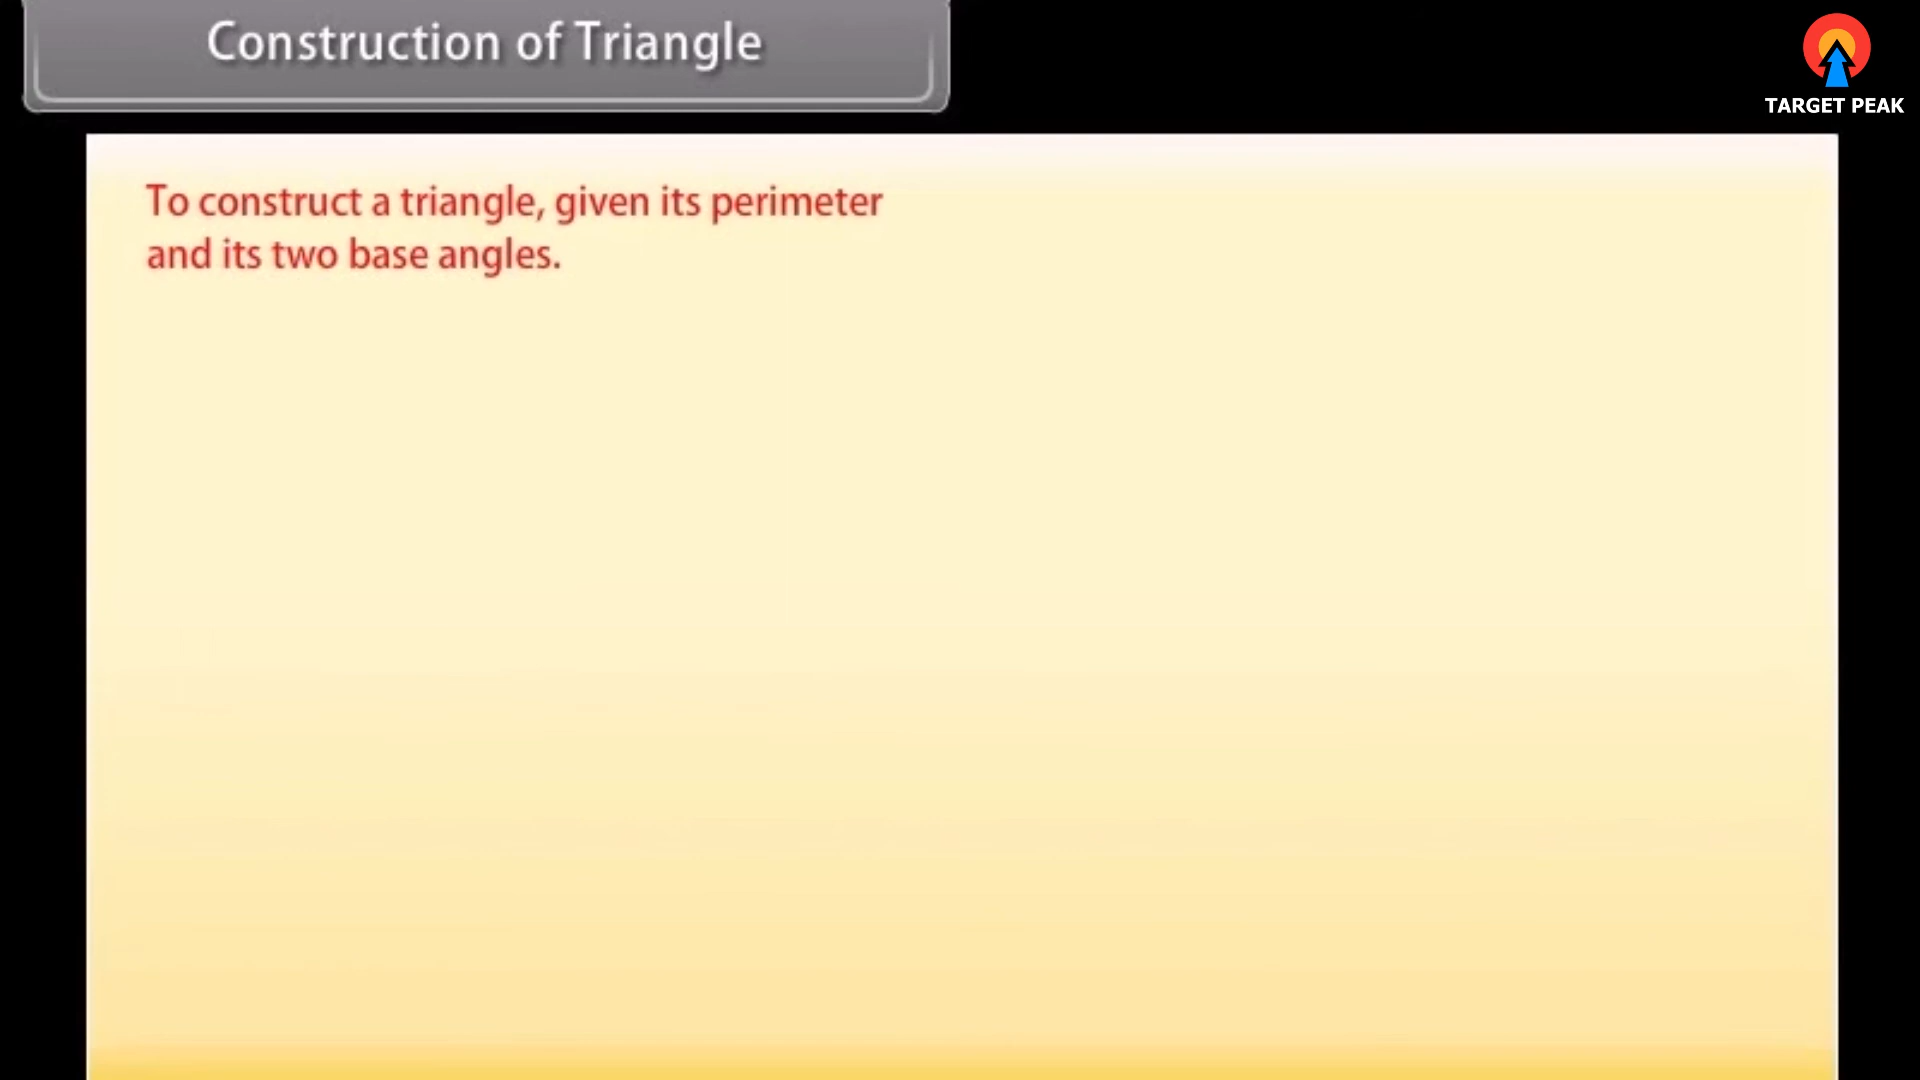 Construction of Triangle
TARGET PEAK
To construct a triangle, given its perimeter
and its two base angles.